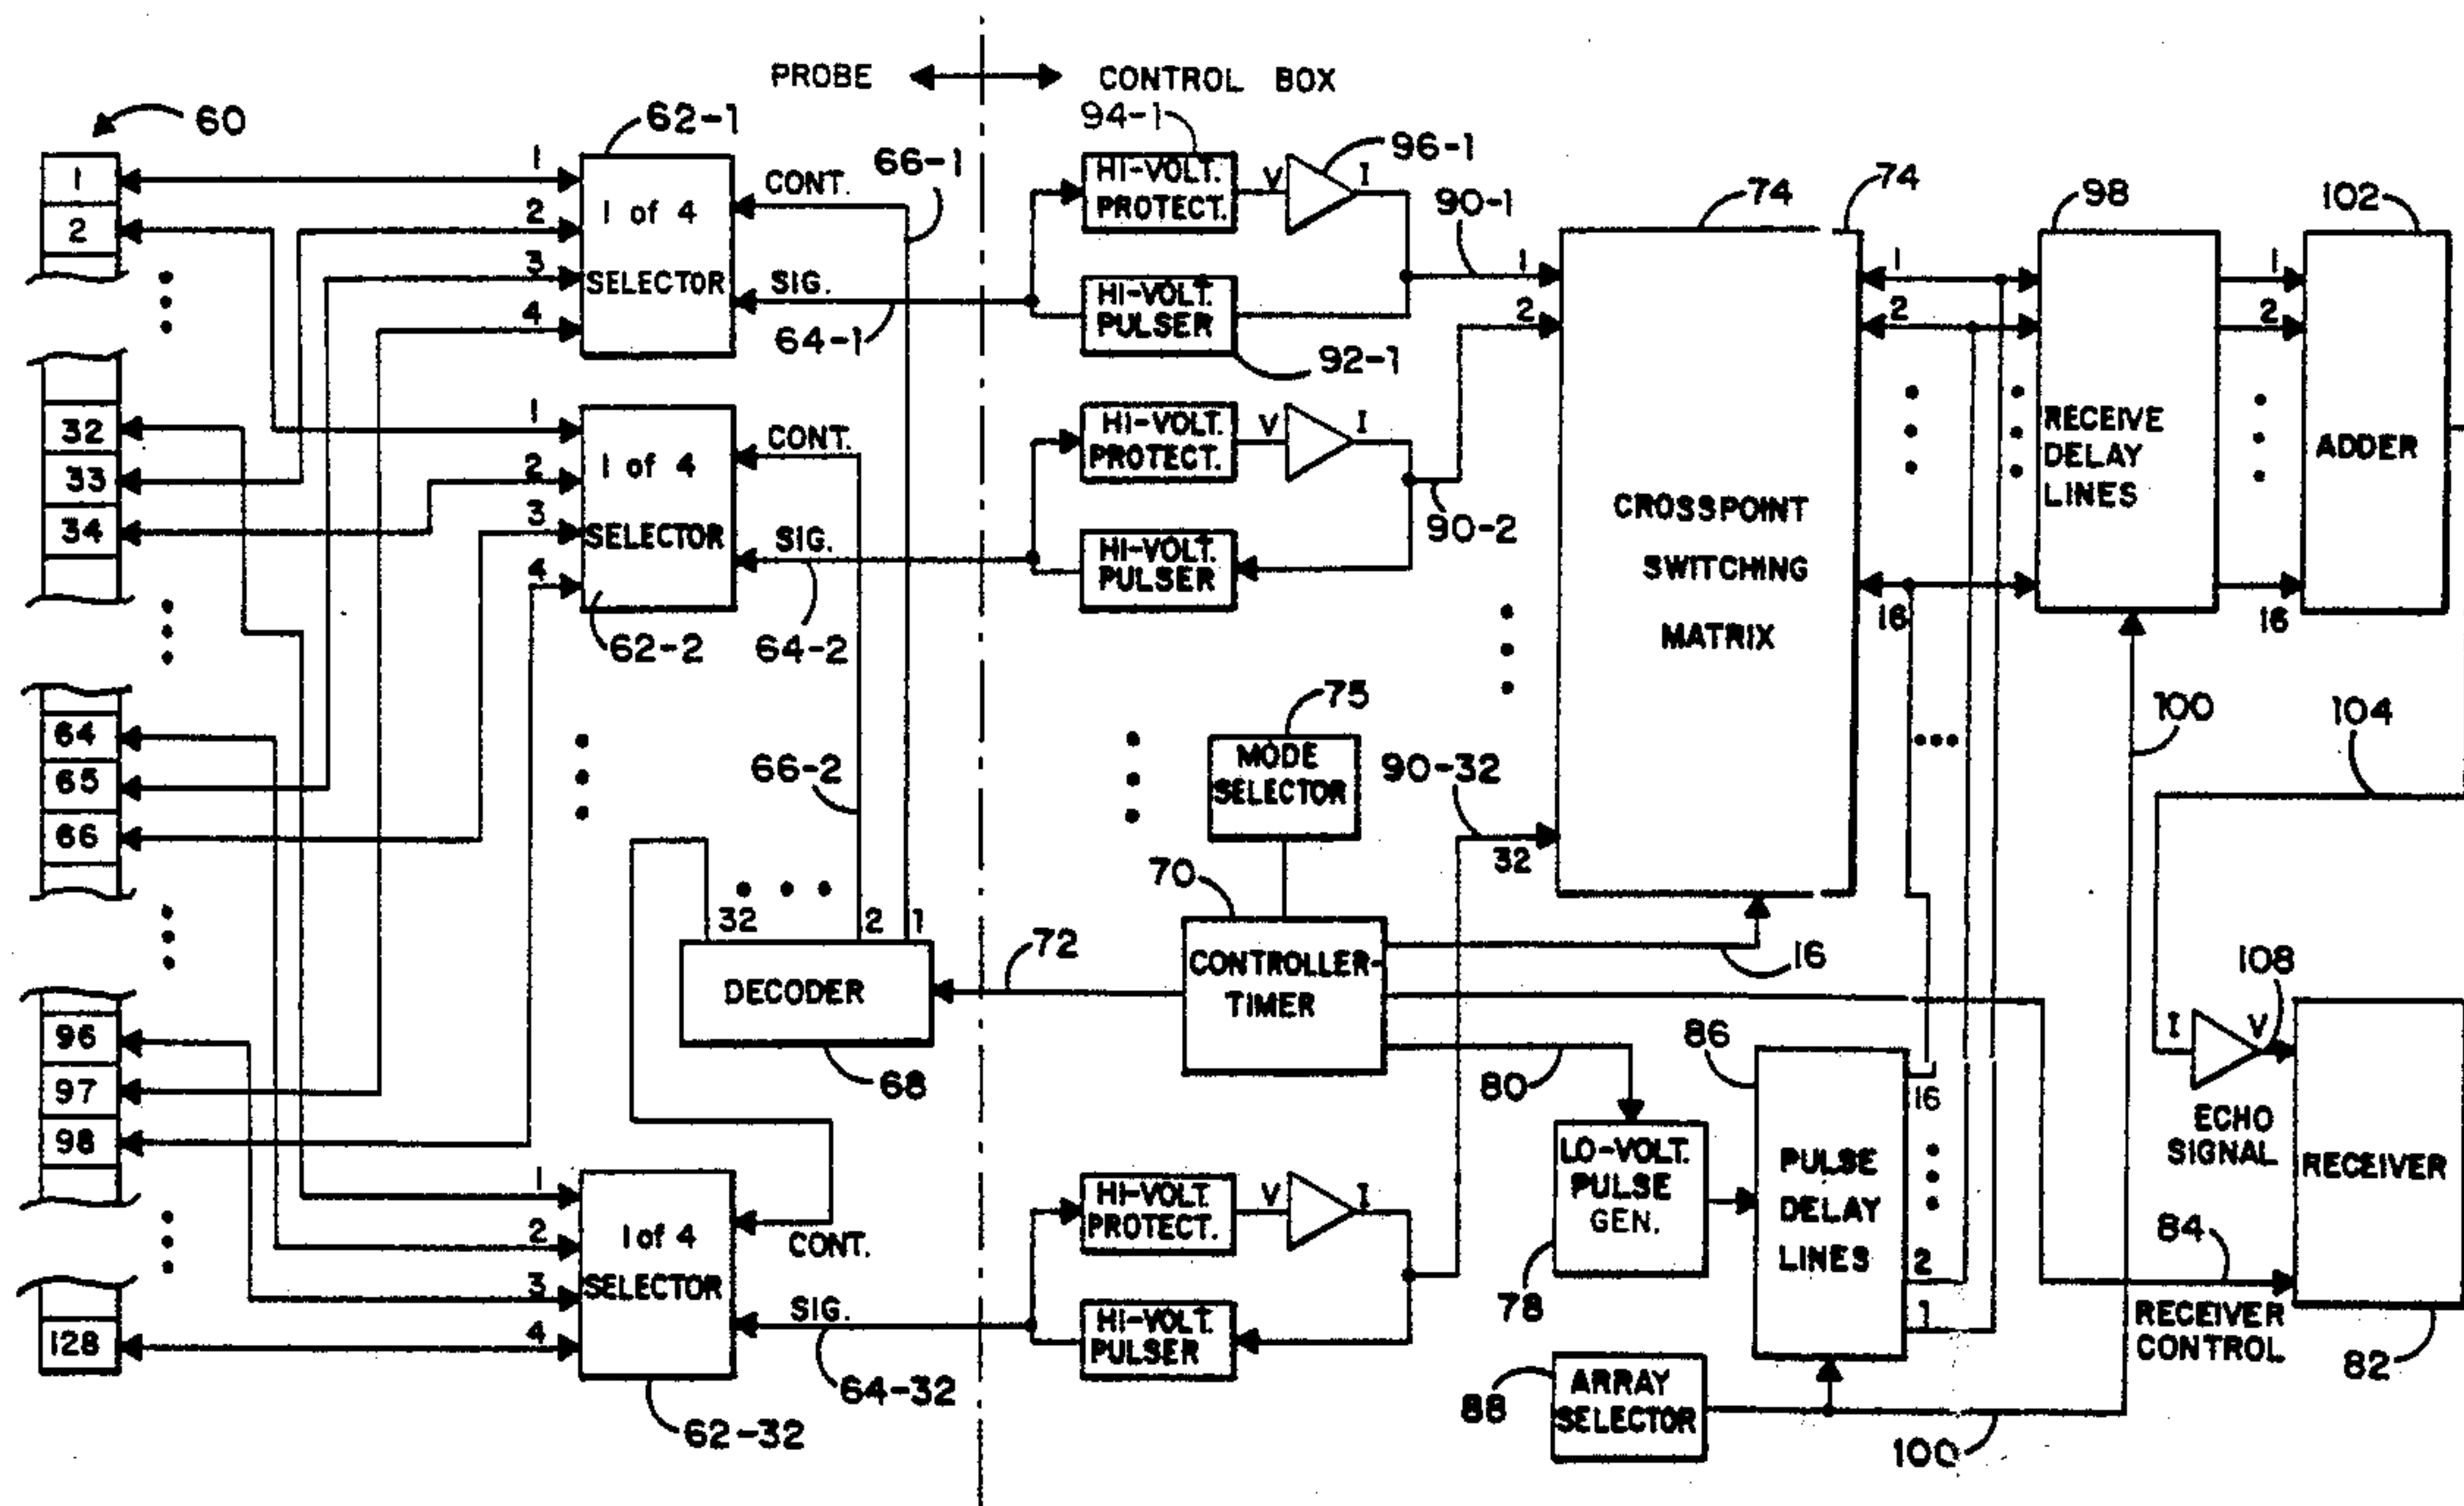 PROBE CONTROL BOX
60
62-1
66-1
94-1
96-1
90-1
74
74
98
102
1
2
32
33
34
64
65
66
96
97
98
128
1
2
3
4
1 of 4
SELECTOR
CONT.
SIG.
64-1
HI-VOLT.
PROTECT.
V
I
HI-VOLT.
PULSER
92-1
1
2
3
4
1 of 4
SELECTOR
CONT.
SIG.
62-2
64-2
HI-VOLT.
PROTECT.
V
I
HI-VOLT.
PULSER
90-2
1
2
32
CROSSPOINT
SWITCHING
MATRIX
1
2
16
RECEIVE
DELAY
LINES
1
2
16
ADDER
66-2
75
MODE
SELECTOR
90-32
100
104
32
2
1
DECODER
68
72
70
CONTROLLER-
TIMER
16
80
86
I
V
108
ECHO
SIGNAL
RECEIVER
LO-VOLT.
PULSE
GEN.
78
PULSE
DELAY
LINES
16
2
1
84
RECEIVER
CONTROL
82
1
2
3
4
1 of 4
SELECTOR
CONT.
SIG.
62-32
64-32
HI-VOLT.
PROTECT.
V
I
HI-VOLT.
PULSER
88
ARRAY
SELECTOR
100